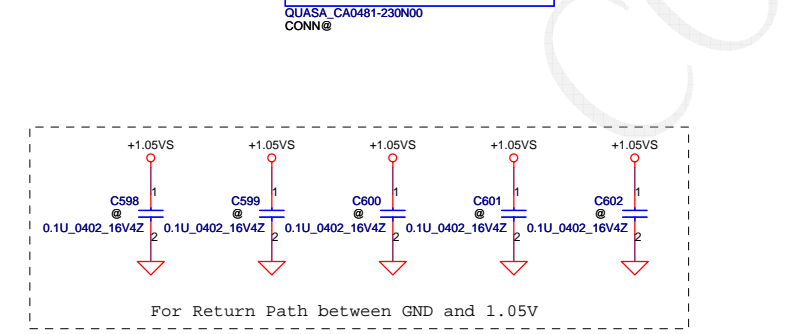 QUASA_CA0481-230N00
CONN@
+1.05VS +1.05VS +1.05VS +1.05VS +1.05VS
1 1 1 1 1
C598 C599 C600 C601 C602
@ @ @ @ @
0.1U_0402_16V4Z 0.1U_0402_16V4Z 0.1U_0402_16V4Z 0.1U_0402_16V4Z 0.1U_0402_16V4Z
2 2 2 2 2
For Return Path between GND and 1.05V